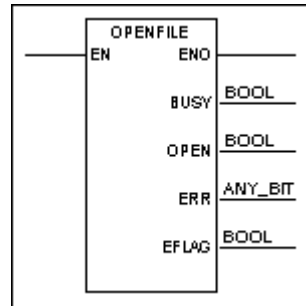 OPENFILE
EN ENO
BUSY BOOL
OPEN BOOL
ERR ANY_BIT
EFLAG BOOL